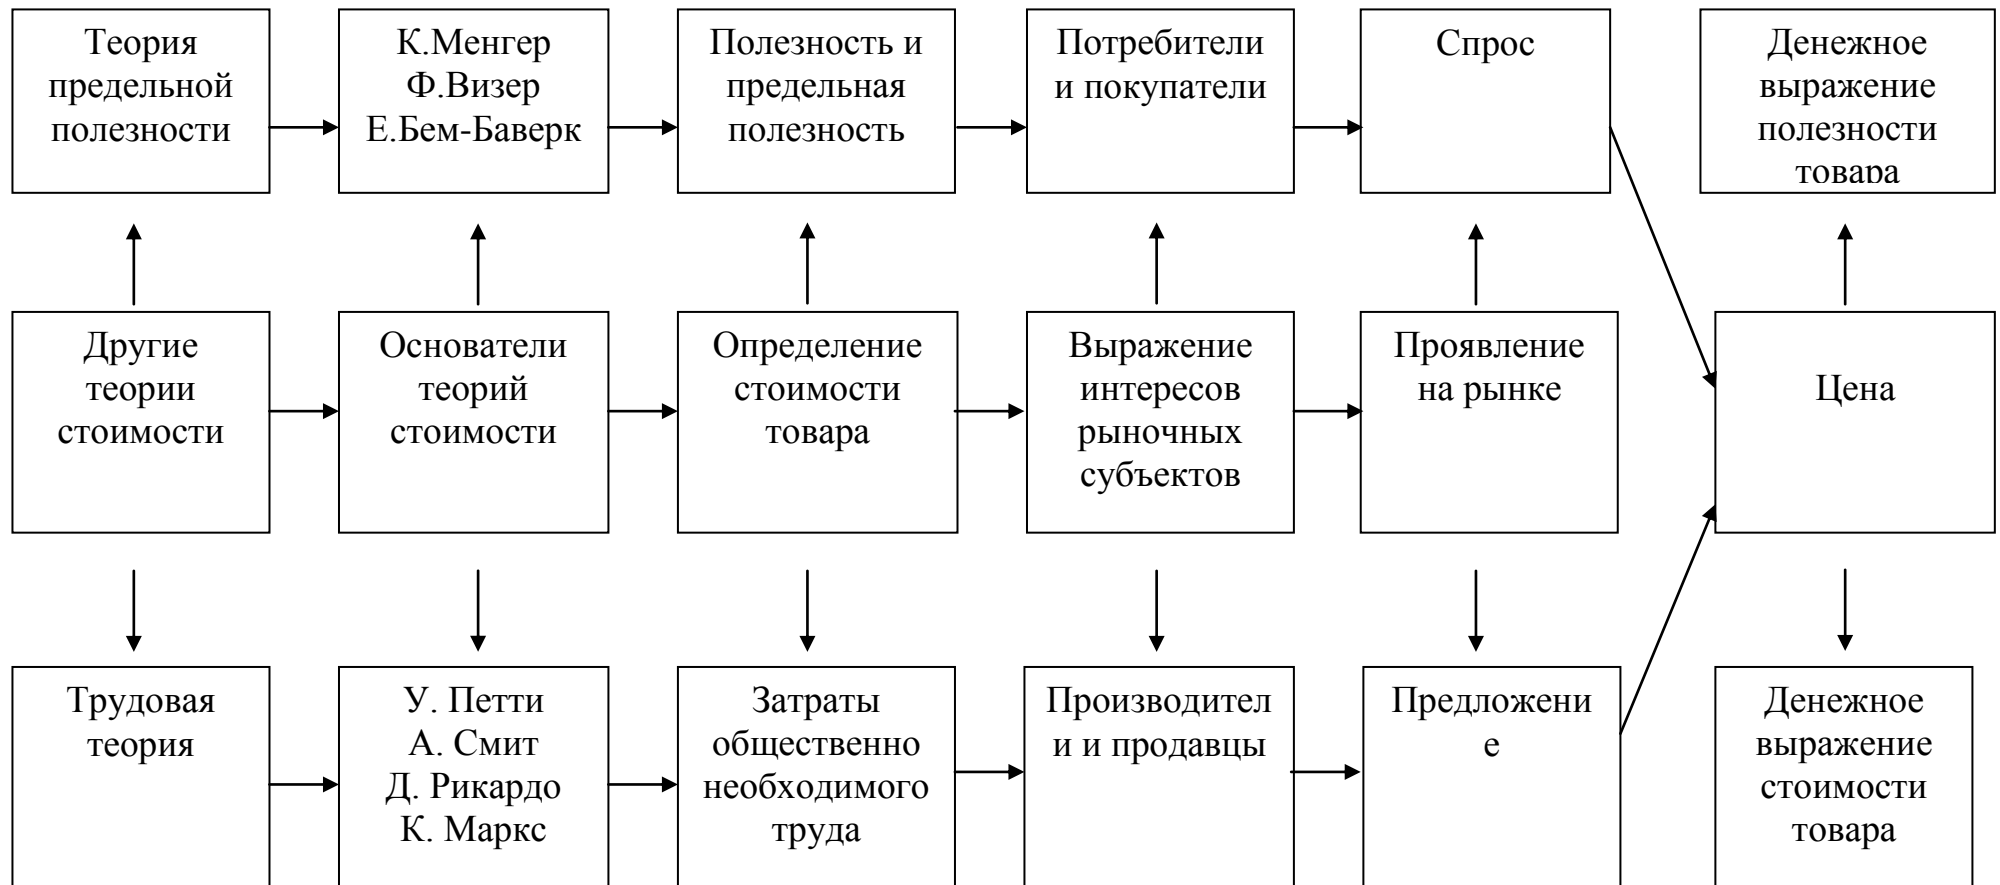 Теория
предельной
полезности
К.Менгер
Ф.Визер
Е.Бем-Баверк
Полезность и
предельная
полезность
Потребители
и покупатели
Спрос
Денежное
выражение
полезности
товара
Другие
теории
стоимости
Основатели
теорий
стоимости
Определение
стоимости
товара
Выражение
интересов
рыночных
субъектов
Проявление
на рынке
Цена
Трудовая
теория
У. Петти
А. Смит
Д. Рикардо
К. Маркс
Затраты
общественно
необходимого
труда
Производител
и и продавцы
Предложени
е
Денежное
выражение
стоимости
товара